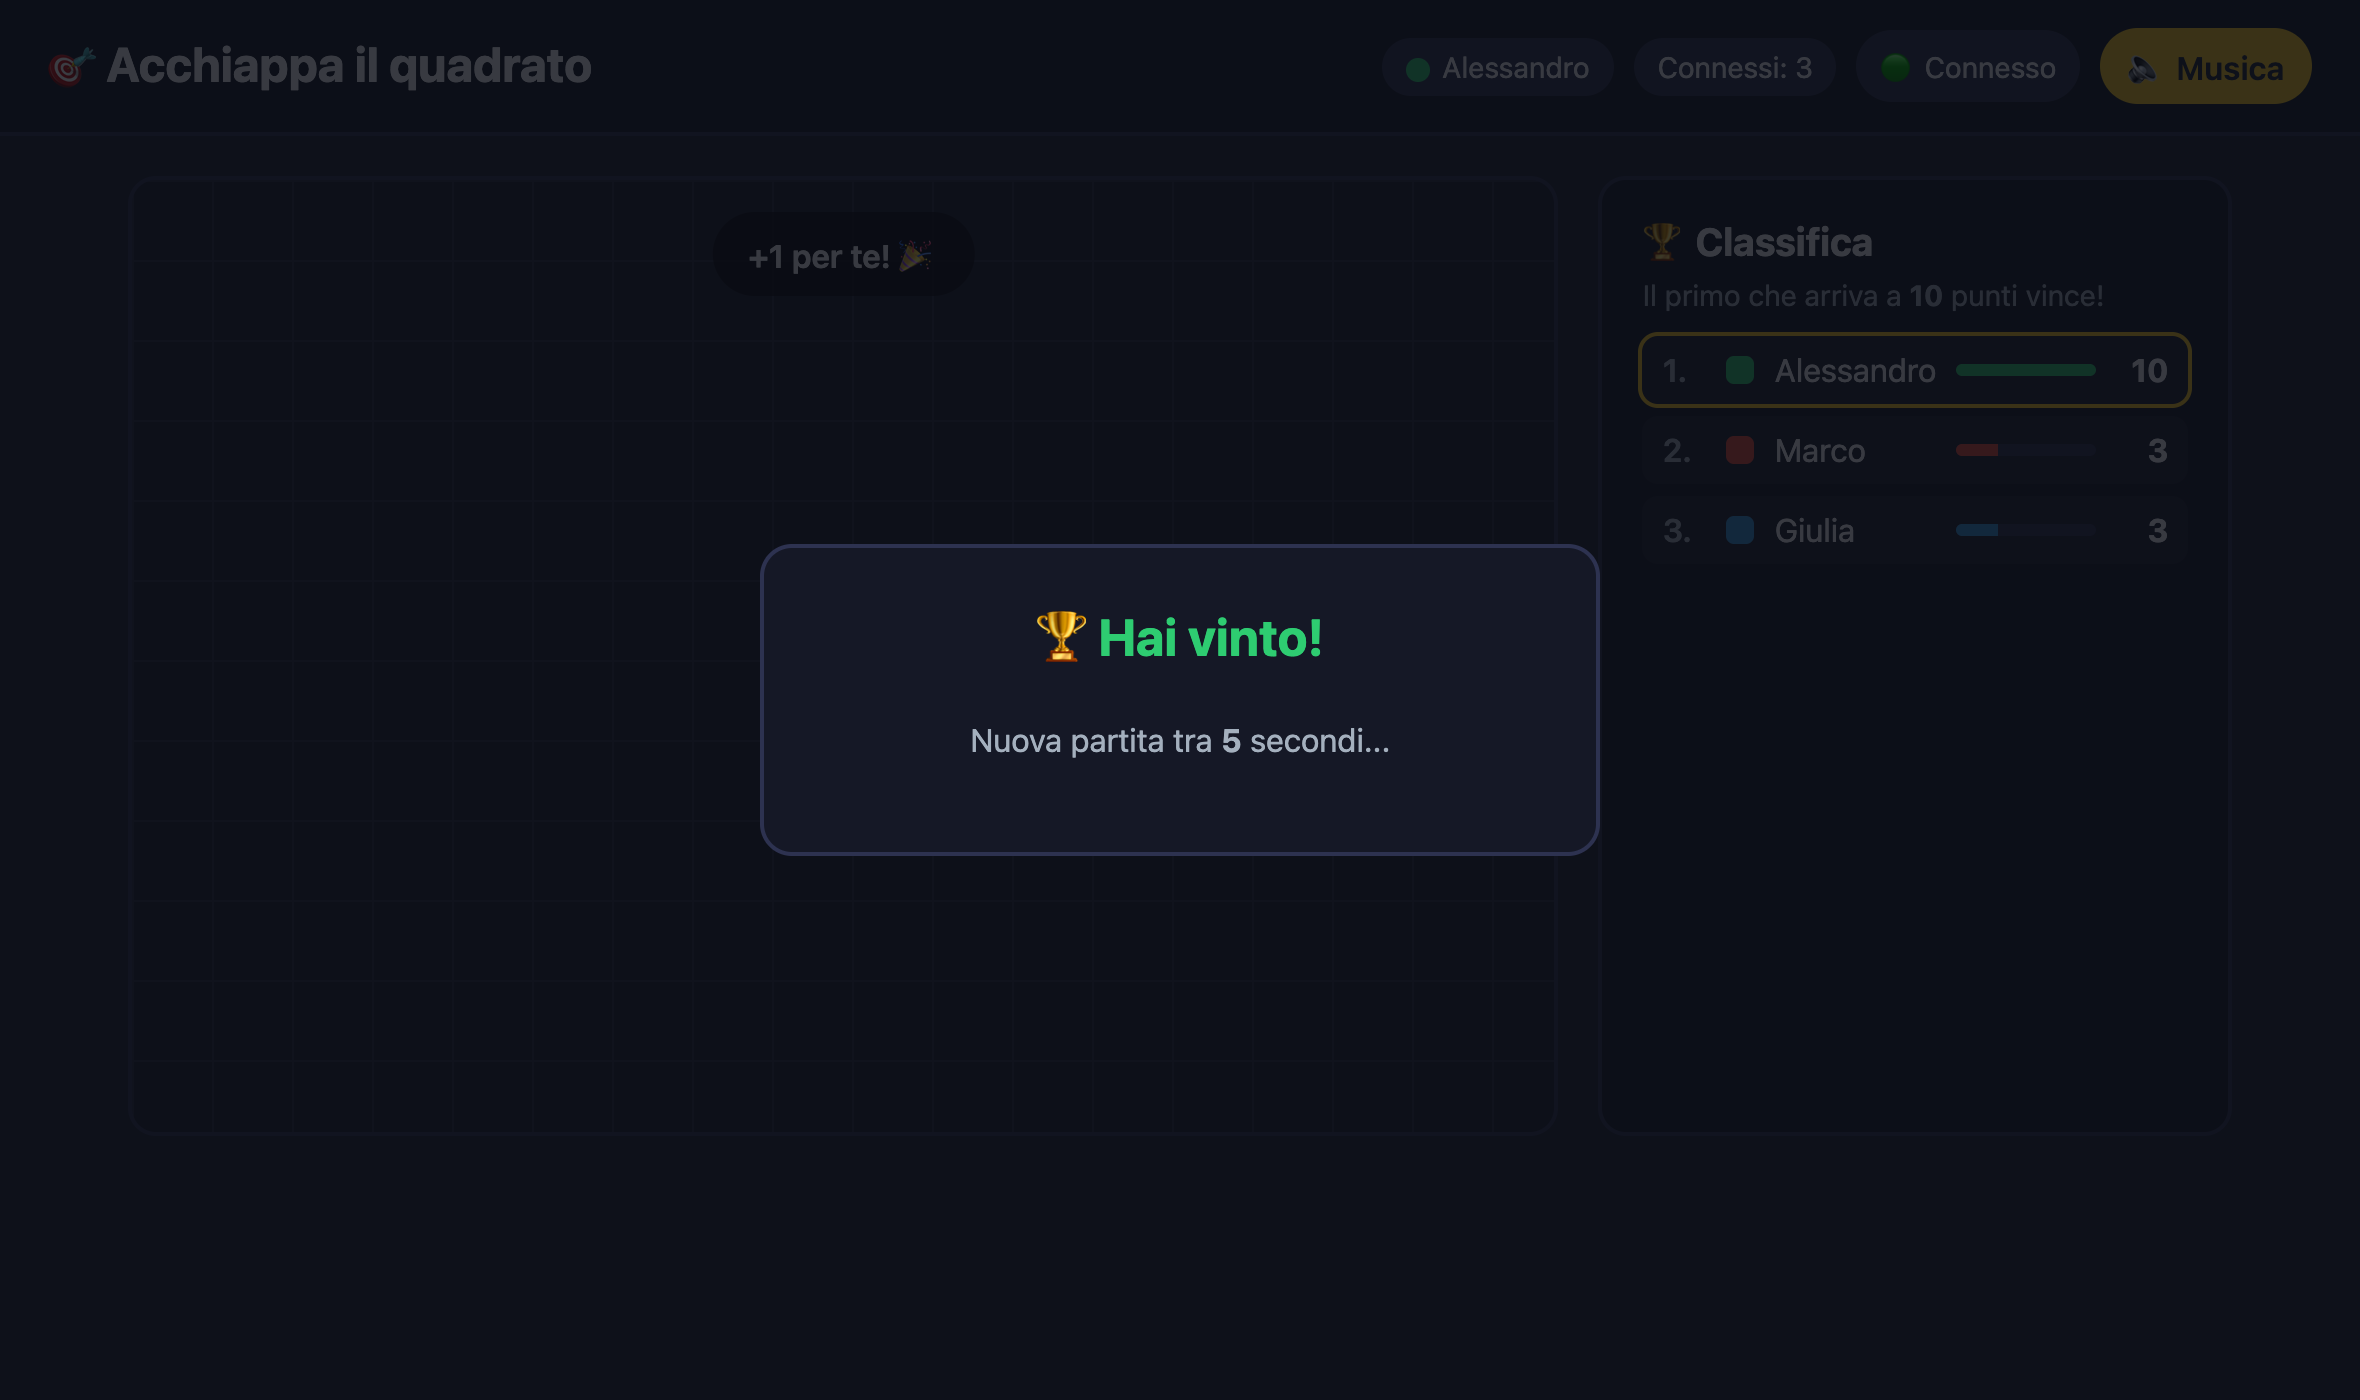 🎯 Acchiappa il quadrato
Alessandro
Connessi: 3
🟢 Connesso
🔈 Musica
+1 per te! 🎉
🏆 Classifica
Il primo che arriva a 10 punti vince!
1. Alessandro 10
2. Marco 3
3. Giulia 3
🏆 Hai vinto!
Nuova partita tra 5 secondi...